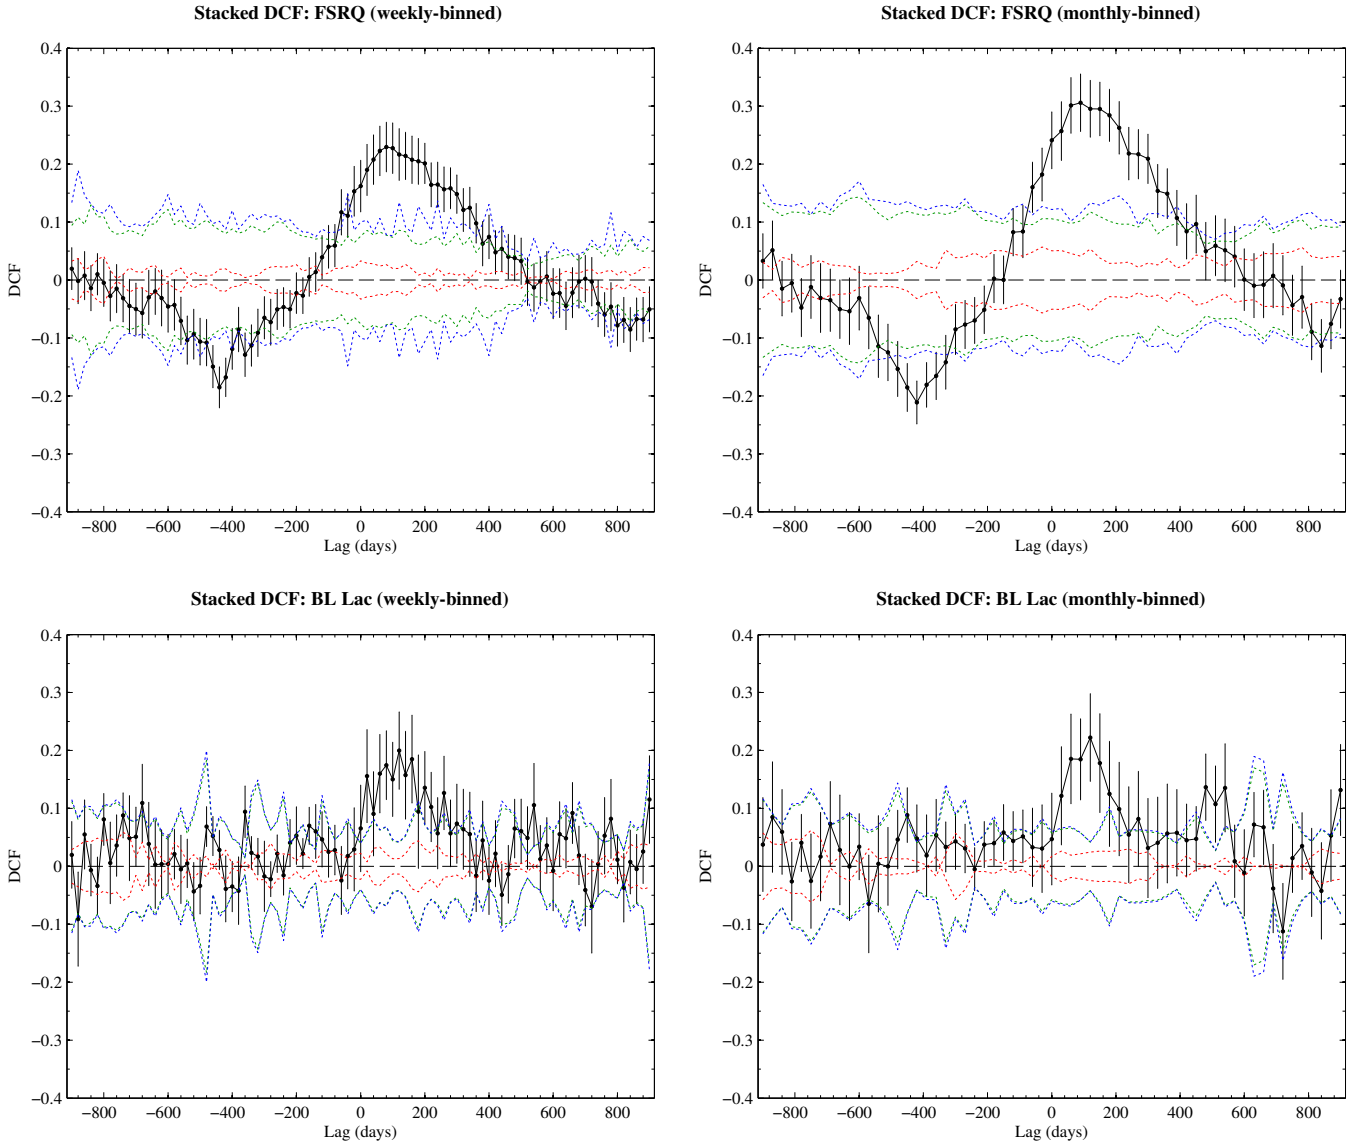 Stacked DCF: FSRQ (weekly-binned)
0.4
0.3
0.2
0.1
0
−0.1
−0.2
−0.3
−0.4
DCF
−800 −600 −400 −200 0 200 400 600 800
Lag (days)
Stacked DCF: FSRQ (monthly-binned)
0.4
0.3
0.2
0.1
0
−0.1
−0.2
−0.3
−0.4
DCF
−800 −600 −400 −200 0 200 400 600 800
Lag (days)
Stacked DCF: BL Lac (weekly-binned)
0.4
0.3
0.2
0.1
0
−0.1
−0.2
−0.3
−0.4
DCF
−800 −600 −400 −200 0 200 400 600 800
Lag (days)
Stacked DCF: BL Lac (monthly-binned)
0.4
0.3
0.2
0.1
0
−0.1
−0.2
−0.3
−0.4
DCF
−800 −600 −400 −200 0 200 400 600 800
Lag (days)